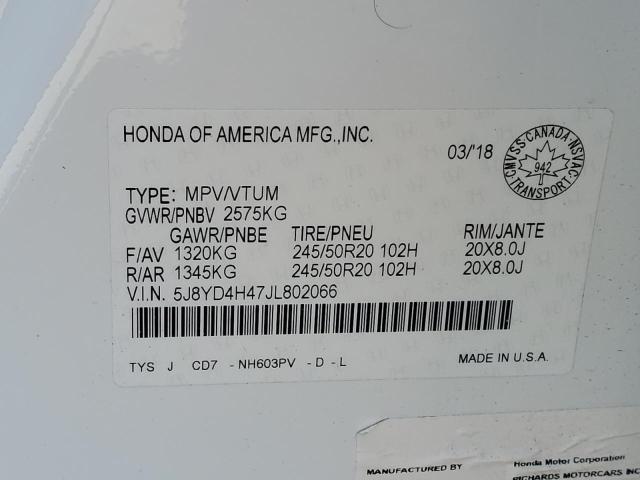 HONDA OF AMERICA MFG.,INC.
03/'18
CMVSS CANADA NSVAC
942
TRANSPORT
TYPE: MPV/VTUM
GVWR/PNBV 2575KG
GAWR/PNBE TIRE/PNEU RIM/JANTE
F/AV 1320KG 245/50R20 102H 20X8.0J
R/AR 1345KG 245/50R20 102H 20X8.0J
V.I.N. 5J8YD4H47JL802066
TYS J CD7 -NH603PV -D-L MADE IN U.S.A.
MANUFACTURED BY Honda Motor Corporation
RICHARDS MOTORCARS INC